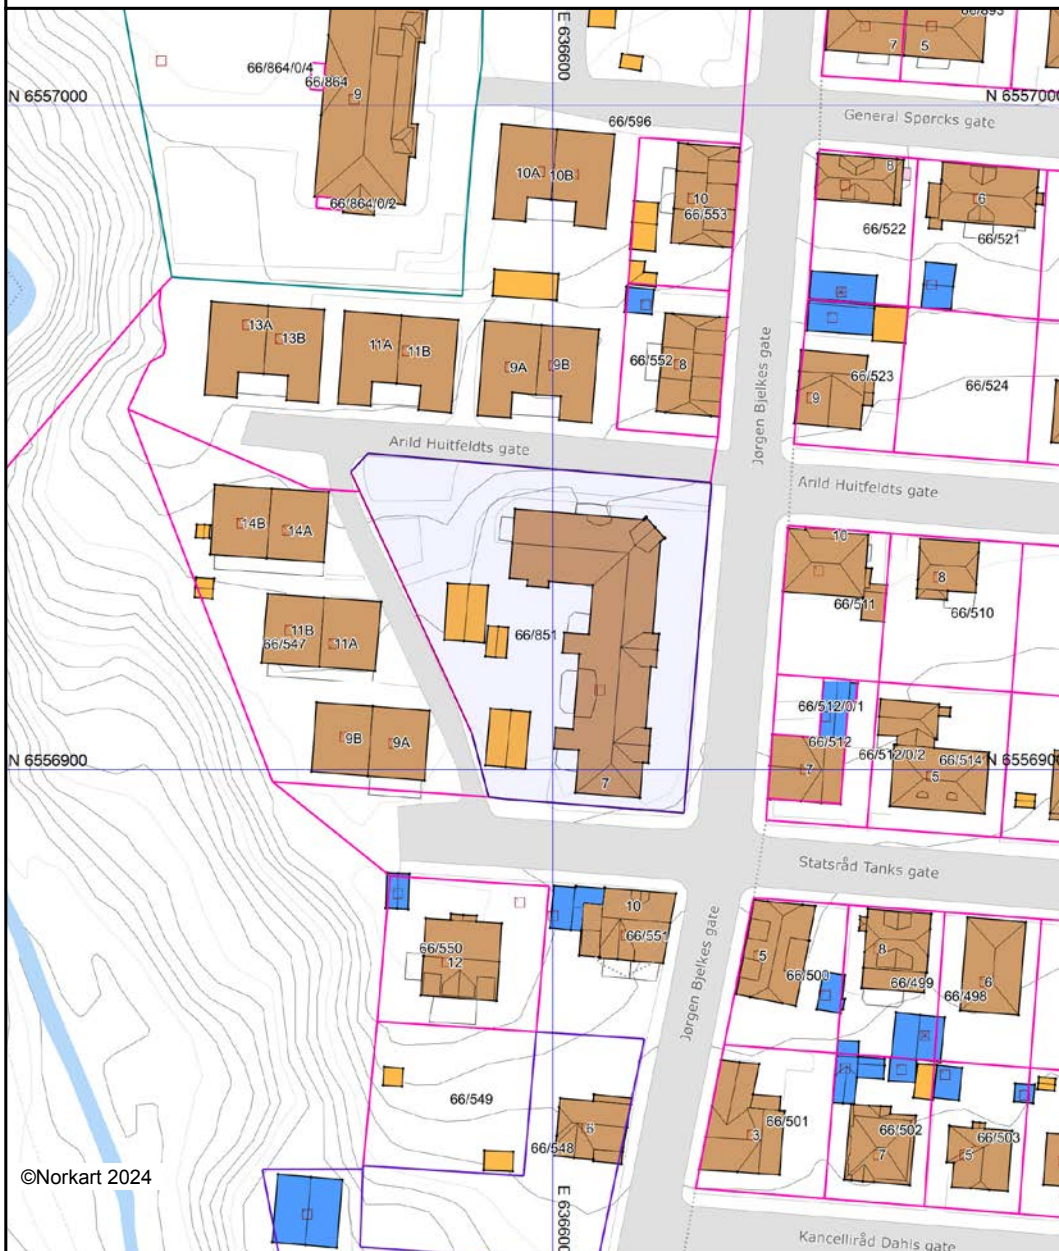 66/893
7
5
E 636600
66/864/0/4
66/864
9
N 6557000
N 6557000
General Spørcks gate
66/596
10A
10B
8
10
6
66/864/0/2
66/553
66/522
66/521
13A
13B
11A
11B
9A
9B
66/552
8
Jørgen Bjelkes gate
66/523
66/524
9
Arild Huitfeldts gate
Arild Huitfeldts gate
14B
14A
10
8
66/511
66/510
11B
11A
66/547
66/851
66/512/0/1
66/512
66/512/0/2
66/514
9B
9A
N 6556900
N 6556900
7
7
5
Statsråd Tanks gate
10
66/551
66/550
12
Jørgen Bjelkes gate
5
66/500
8
66/499
66/498
6
66/549
66/548
6
3
66/501
66/502
7
66/503
5
©Norkart 2024
E 636600
Kancelliråd Dahls gate